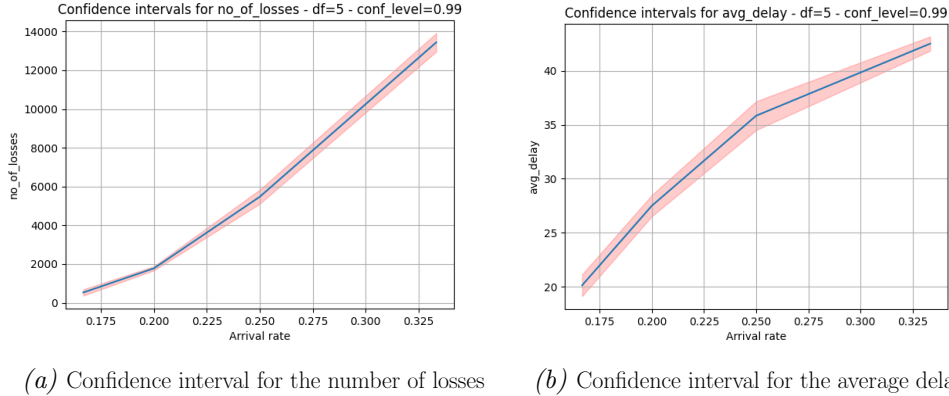 Confidence intervals for no_of_losses - df=5 - conf_level=0.99
14000
12000
10000
8000
6000
4000
2000
0
no_of_losses
0.175 0.200 0.225 0.250 0.275 0.300 0.325
Arrival rate
(a) Confidence interval for the number of losses
Confidence intervals for avg_delay - df=5 - conf_level=0.99
40
35
30
25
20
avg_delay
0.175 0.200 0.225 0.250 0.275 0.300 0.325
Arrival rate
(b) Confidence interval for the average dela